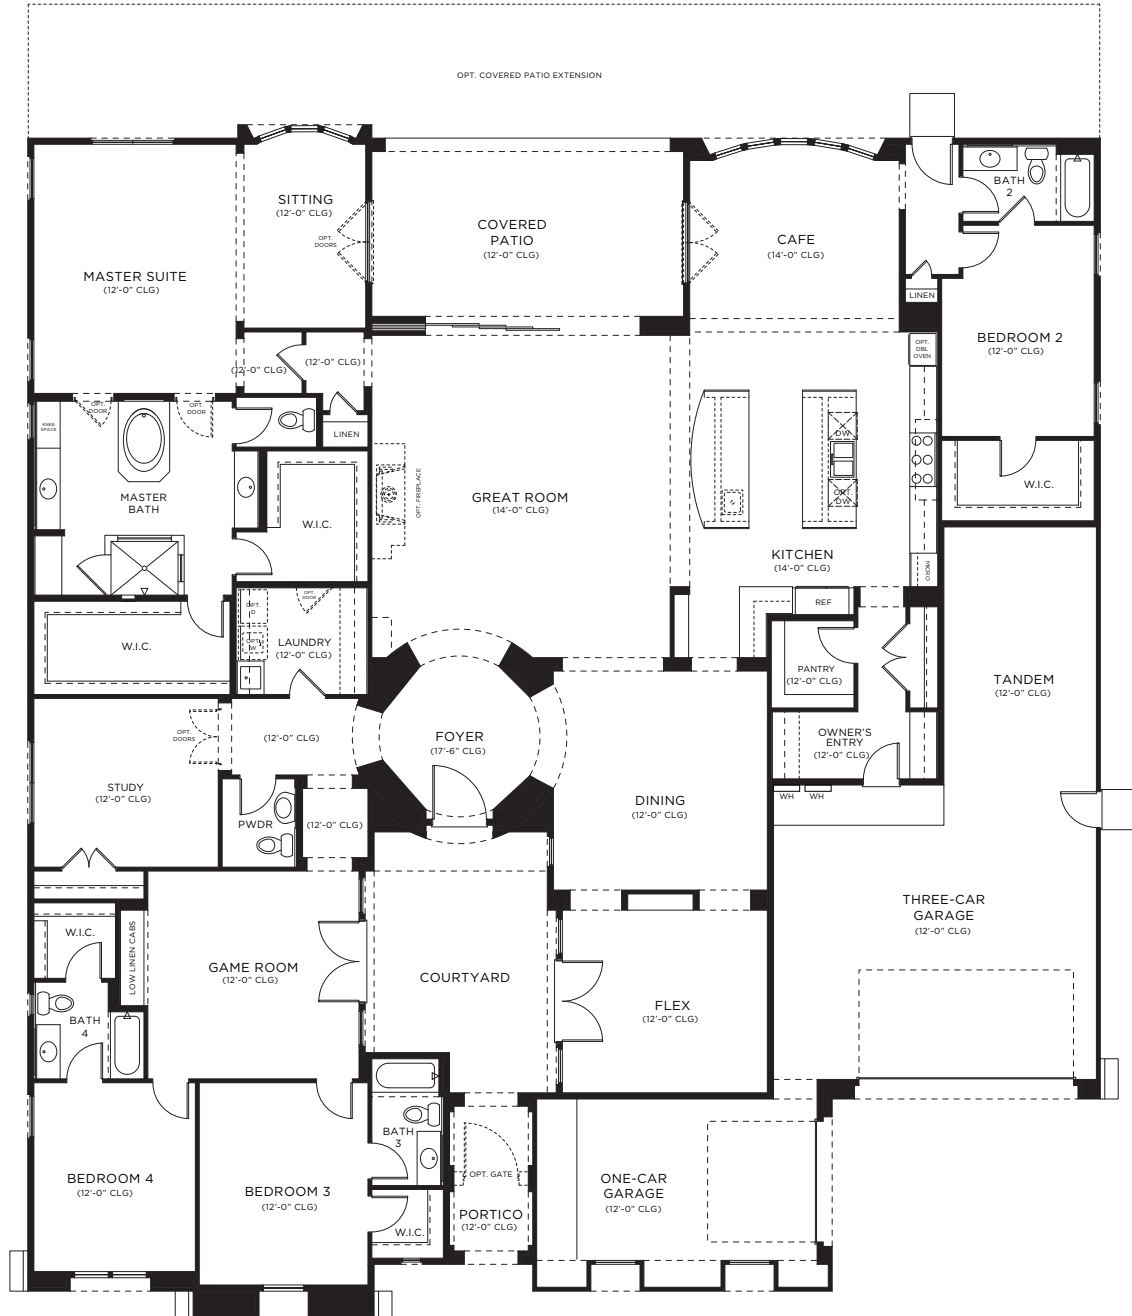 OPT. COVERED PATIO EXTENSION
SITTING
(12'-0" CLG)
OPT.
DOORS
COVERED
PATIO
(12'-0" CLG)
CAFE
(14'-0" CLG)
BATH
2
MASTER SUITE
(12'-0" CLG)
LINEN
BEDROOM 2
(12'-0" CLG)
OPT.
DBL
OVEN
(12'-0" CLG)
(12'-0" CLG)
OPT.
DOOR
OPT.
DOOR
KNEE
SPACE
LINEN
DW
OPT.
DW
MASTER
BATH
W.I.C.
OPT. FIREPLACE
GREAT ROOM
(14'-0" CLG)
W.I.C.
KITCHEN
(14'-0" CLG)
MICRO
REF
OPT.
D
OPT.
W
OPT.
DOOR
LAUNDRY
(12'-0" CLG)
W.I.C.
PANTRY
(12'-0" CLG)
TANDEM
(12'-0" CLG)
OPT.
DOORS
(12'-0" CLG)
FOYER
(17'-6" CLG)
OWNER'S
ENTRY
(12'-0" CLG)
STUDY
(12'-0" CLG)
WH
WH
DINING
(12'-0" CLG)
PWDR
(12'-0" CLG)
THREE-CAR
GARAGE
(12'-0" CLG)
W.I.C.
LOW LINEN CABS
GAME ROOM
(12'-0" CLG)
COURTYARD
FLEX
(12'-0" CLG)
BATH
4
BATH
3
BEDROOM 4
(12'-0" CLG)
BEDROOM 3
(12'-0" CLG)
OPT. GATE
ONE-CAR
GARAGE
(12'-0" CLG)
PORTICO
(12'-0" CLG)
W.I.C.